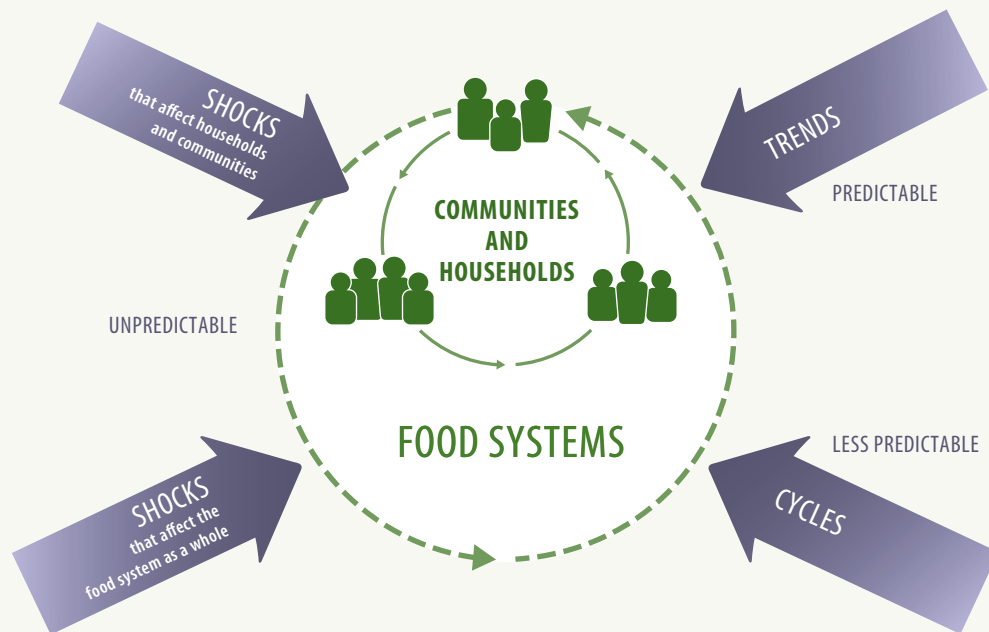 SHOCKS
that affect households
and communities
TRENDS
PREDICTABLE
COMMUNITIES
AND
HOUSEHOLDS
UNPREDICTABLE
FOOD SYSTEMS
LESS PREDICTABLE
SHOCKS
that affect the
food system as a whole
CYCLES